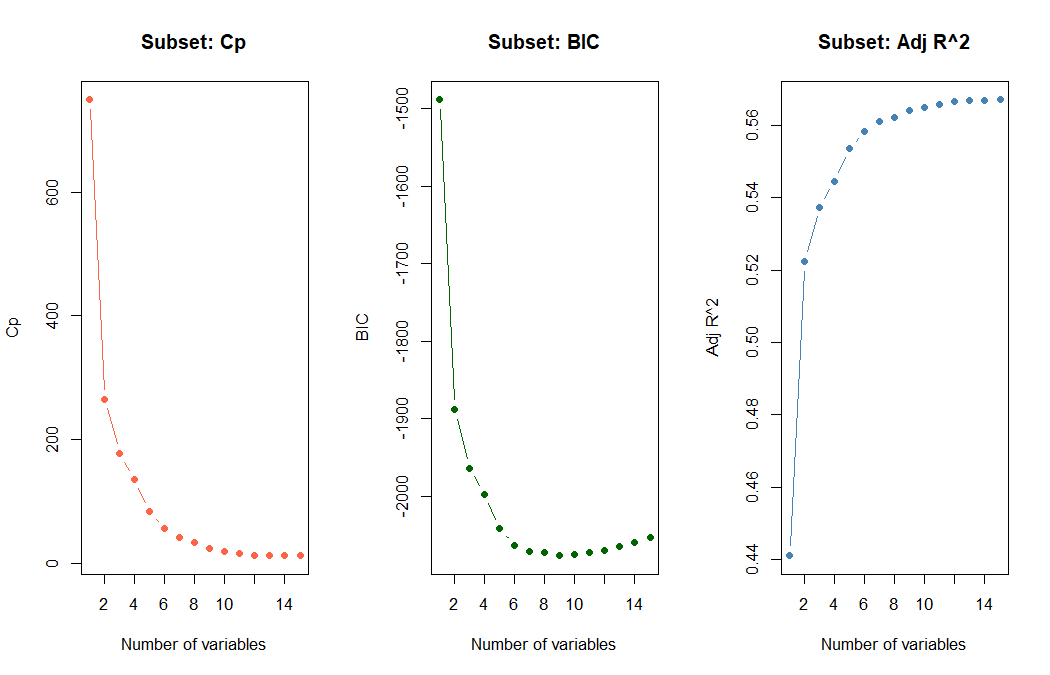 Subset: Cp
Cp
600
400
200
0
2 4 6 8 10 14
Number of variables
Subset: BIC
BIC
-1500
-1600
-1700
-1800
-1900
-2000
2 4 6 8 10 14
Number of variables
Subset: Adj R^2
Adj R^2
0.56
0.54
0.52
0.50
0.48
0.46
0.44
2 4 6 8 10 14
Number of variables